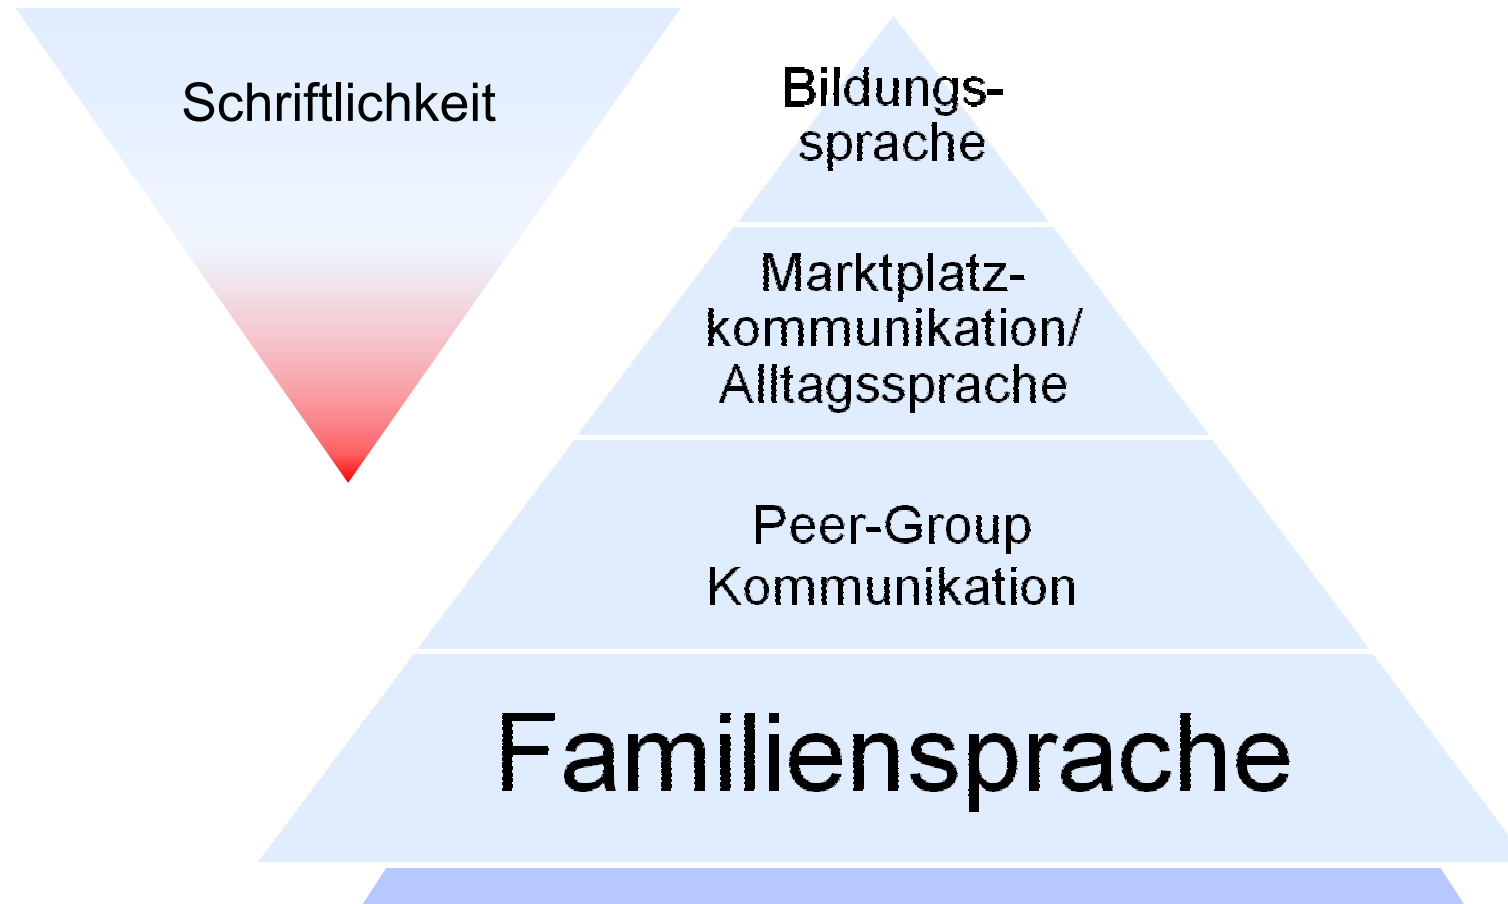 Schriftlichkeit
Bildungs-
sprache
Marktplatz-
kommunikation/
Alltagssprache
Peer-Group
Kommunikation
Familiensprache